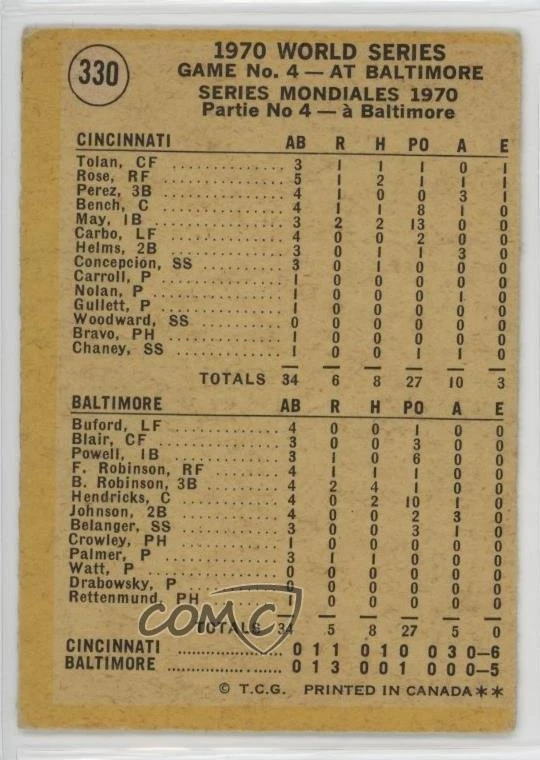 330
1970 WORLD SERIES
GAME No. 4 — AT BALTIMORE
SERIES MONDIALES 1970
Partie No 4 — à Baltimore
CINCINNATI AB R H PO A E
Tolan, CF 3 1 1 1 0 1
Rose, RF 5 1 2 1 1 1
Perez, 3B 4 1 0 0 3 1
Bench, C 4 1 1 8 1 0
May, 1B 3 2 2 13 0 0
Carbo, LF 4 0 0 2 0 0
Helms, 2B 3 0 1 1 3 0
Concepcion, SS 3 0 1 0 0 0
Carroll, P 1 0 0 0 0 0
Nolan, P 1 0 0 0 1 0
Gullett, P 1 0 0 0 0 0
Woodward, SS 0 0 0 0 0 0
Bravo, PH 1 0 0 0 0 0
Chaney, SS 1 0 0 1 1 0
TOTALS 34 6 8 27 10 3
BALTIMORE AB R H PO A E
Buford, LF 4 0 0 1 0 0
Blair, CF 3 0 0 3 0 0
Powell, 1B 3 1 0 6 0 0
F. Robinson, RF 4 1 1 1 0 0
B. Robinson, 3B 4 2 4 1 0 0
Hendricks, C 4 0 2 10 1 0
Johnson, 2B 4 0 0 2 3 0
Belanger, SS 3 0 0 3 1 0
Crowley, PH 1 0 0 0 0 0
Palmer, P 3 1 1 0 0 0
Watt, P 0 0 0 0 0 0
Drabowsky, P 0 0 0 0 0 0
Rettenmund, PH 1 0 0 0 0 0
COMC
TOTALS 34 5 8 27 5 0
CINCINNATI 0 1 1 0 1 0 0 3 0–6
BALTIMORE 0 1 3 0 0 1 0 0 0–5
© T.C.G. PRINTED IN CANADA**